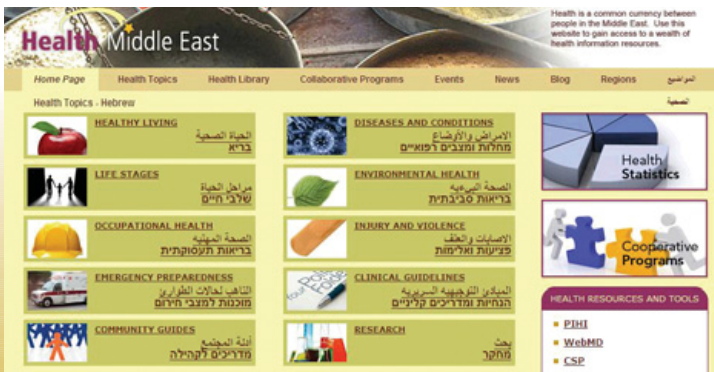 Health Middle East
Health is a common currency between
people in the Middle East. Use this
website to gain access to a wealth of
health information resources.
Home Page Health Topics Health Library Collaborative Programs Events News Blog Regions المواضيع
الصحية
Health Topics - Hebrew
HEALTHY LIVING
الحياة الصحية
בריא
DISEASES AND CONDITIONS
الامراض والأوضاع
מחלות ומצבים רפואיים
LIFE STAGES
مراحل الحياة
שלבי חיים
ENVIRONMENTAL HEALTH
الصحة البيءيه
בריאות סביבתית
OCCUPATIONAL HEALTH
الصحة المهنيه
בריאות תעסוקתית
INJURY AND VIOLENCE
الاصابات والعنف
פציעות ואלימות
EMERGENCY PREPAREDNESS
التاهب لحالات الطوارئ
מוכנות למצבי חירום
CLINICAL GUIDELINES
المبادئ التوجيهيه السريريه
הנחיות ומדריכים קליניים
COMMUNITY GUIDES
أدلة المجتمع
מדריכים לקהילה
RESEARCH
بحث
מחקר
Health
Statistics
Cooperative
Programs
HEALTH RESOURCES AND TOOLS
PIHI
WebMD
CSP